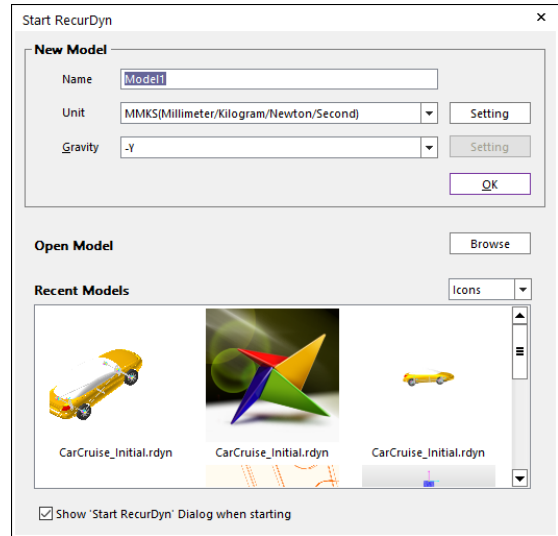 Start RecurDyn
New Model
Name Model1
Unit MMKS(Millimeter/Kilogram/Newton/Second) Setting
Gravity -Y Setting
OK
Open Model Browse
Recent Models Icons
CarCruise_Initial.rdyn CarCruise_Initial.rdyn CarCruise_Initial.rdyn
Show 'Start RecurDyn' Dialog when starting